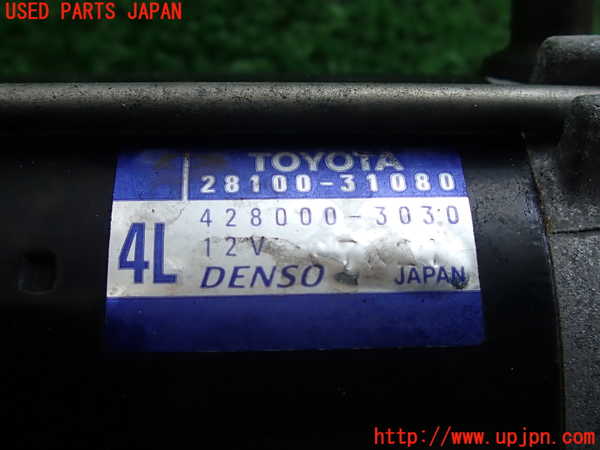 USED PARTS JAPAN
TOYOTA
28100-31080
428000-3030
4L
12V
DENSO JAPAN
http://www.upjpn.com/